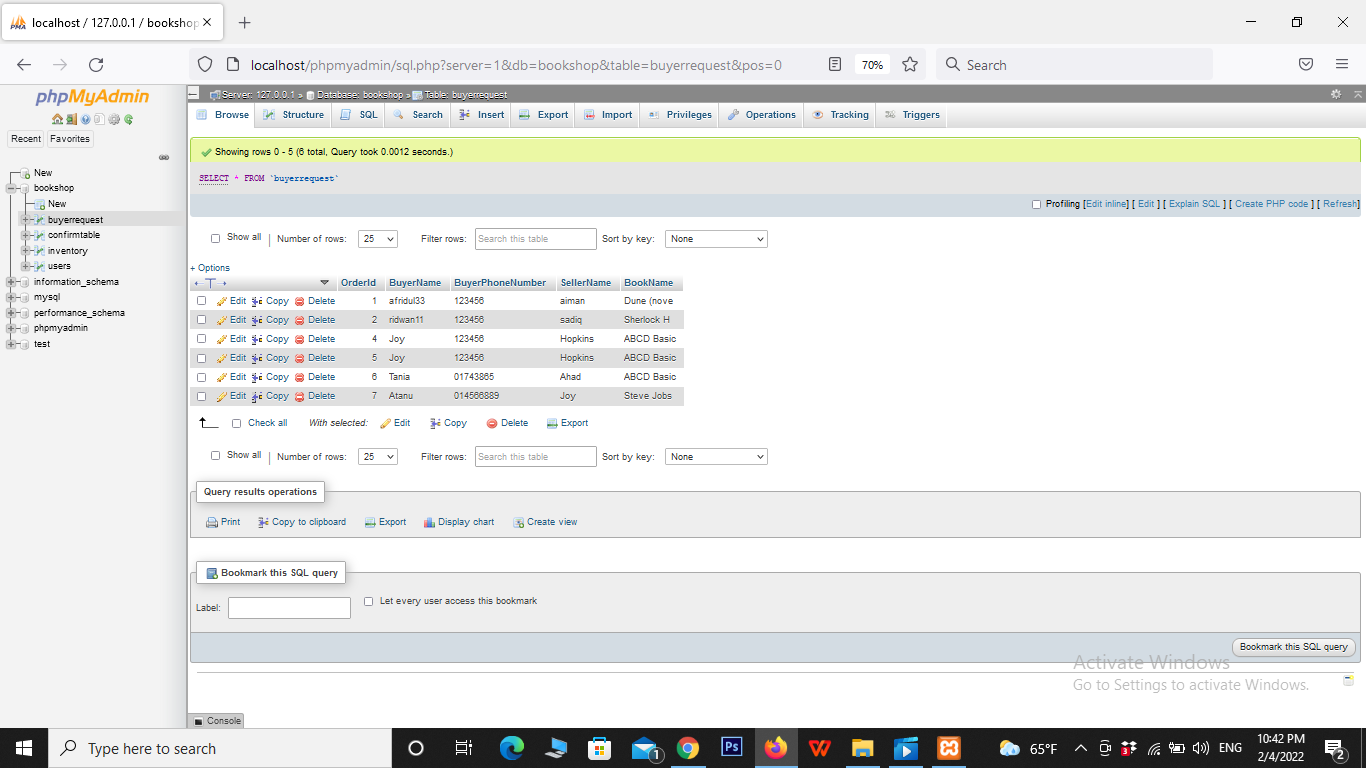 localhost / 127.0.0.1 / bookshop
localhost/phpmyadmin/sql.php?server=1&db=bookshop&table=buyerrequest&pos=0
70%
Search
phpMyAdmin
Recent Favorites
New
bookshop
New
buyerrequest
confirmtable
inventory
users
information_schema
mysql
performance_schema
phpmyadmin
test
Server: 127.0.0.1 » Database: bookshop » Table: buyerrequest
Browse Structure SQL Search Insert Export Import Privileges Operations Tracking Triggers
Showing rows 0 - 5 (6 total, Query took 0.0012 seconds.)
SELECT * FROM `buyerrequest`
Profiling [Edit inline] [ Edit ] [ Explain SQL ] [ Create PHP code ] [ Refresh]
Show all | Number of rows: 25 Filter rows: Search this table Sort by key: None
+ Options
←T→ OrderId BuyerName BuyerPhoneNumber SellerName BookName
Edit Copy Delete 1 afridul33 123456 aiman Dune (nove
Edit Copy Delete 2 ridwan11 123456 sadiq Sherlock H
Edit Copy Delete 4 Joy 123456 Hopkins ABCD Basic
Edit Copy Delete 5 Joy 123456 Hopkins ABCD Basic
Edit Copy Delete 6 Tania 01743865 Ahad ABCD Basic
Edit Copy Delete 7 Atanu 014566889 Joy Steve Jobs
Check all With selected: Edit Copy Delete Export
Show all | Number of rows: 25 Filter rows: Search this table Sort by key: None
Query results operations
Print Copy to clipboard Export Display chart Create view
Bookmark this SQL query
Label: Let every user access this bookmark
Bookmark this SQL query
Activate Windows
Go to Settings to activate Windows.
Console
Type here to search
1
Ps
65°F
3
ENG
10:42 PM
2/4/2022
2